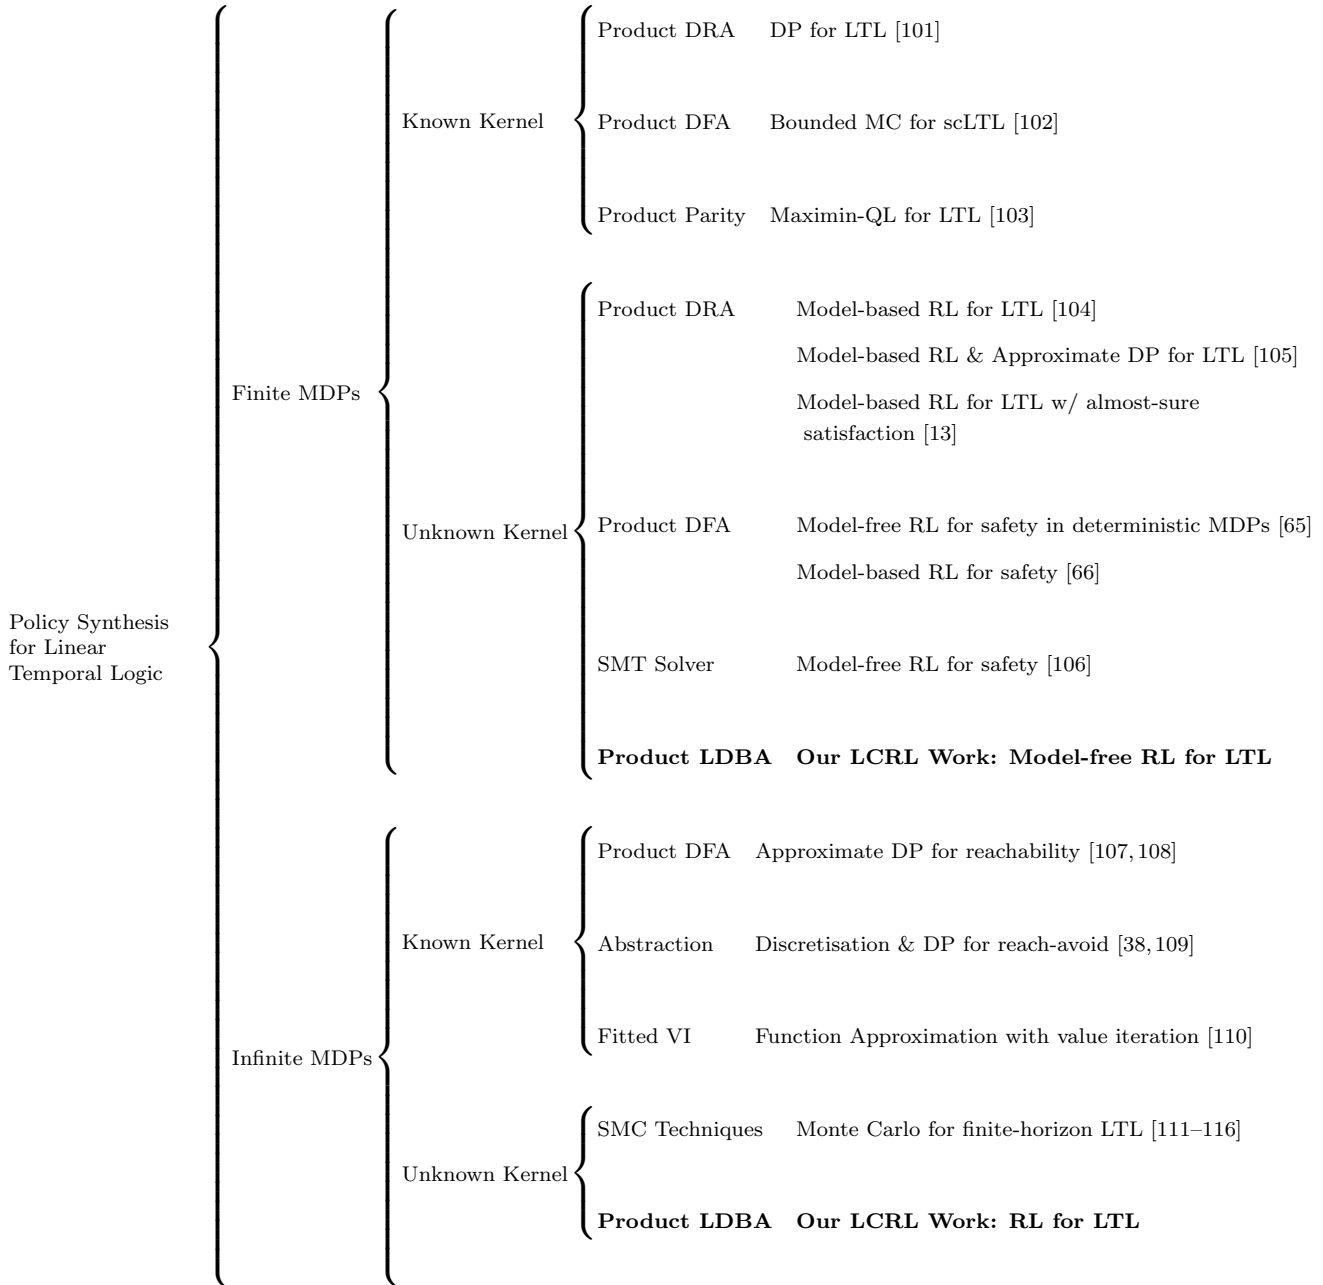 Policy Synthesis
for Linear
Temporal Logic
Finite MDPs
Known Kernel
Product DRA DP for LTL [101]
Product DFA Bounded MC for scLTL [102]
Product Parity Maximin-QL for LTL [103]
Unknown Kernel
Product DRA Model-based RL for LTL [104]
Model-based RL & Approximate DP for LTL [105]
Model-based RL for LTL w/ almost-sure
satisfaction [13]
Product DFA Model-free RL for safety in deterministic MDPs [65]
Model-based RL for safety [66]
SMT Solver Model-free RL for safety [106]
Product LDBA Our LCRL Work: Model-free RL for LTL
Infinite MDPs
Known Kernel
Product DFA Approximate DP for reachability [107, 108]
Abstraction Discretisation & DP for reach-avoid [38, 109]
Fitted VI Function Approximation with value iteration [110]
Unknown Kernel
SMC Techniques Monte Carlo for finite-horizon LTL [111–116]
Product LDBA Our LCRL Work: RL for LTL